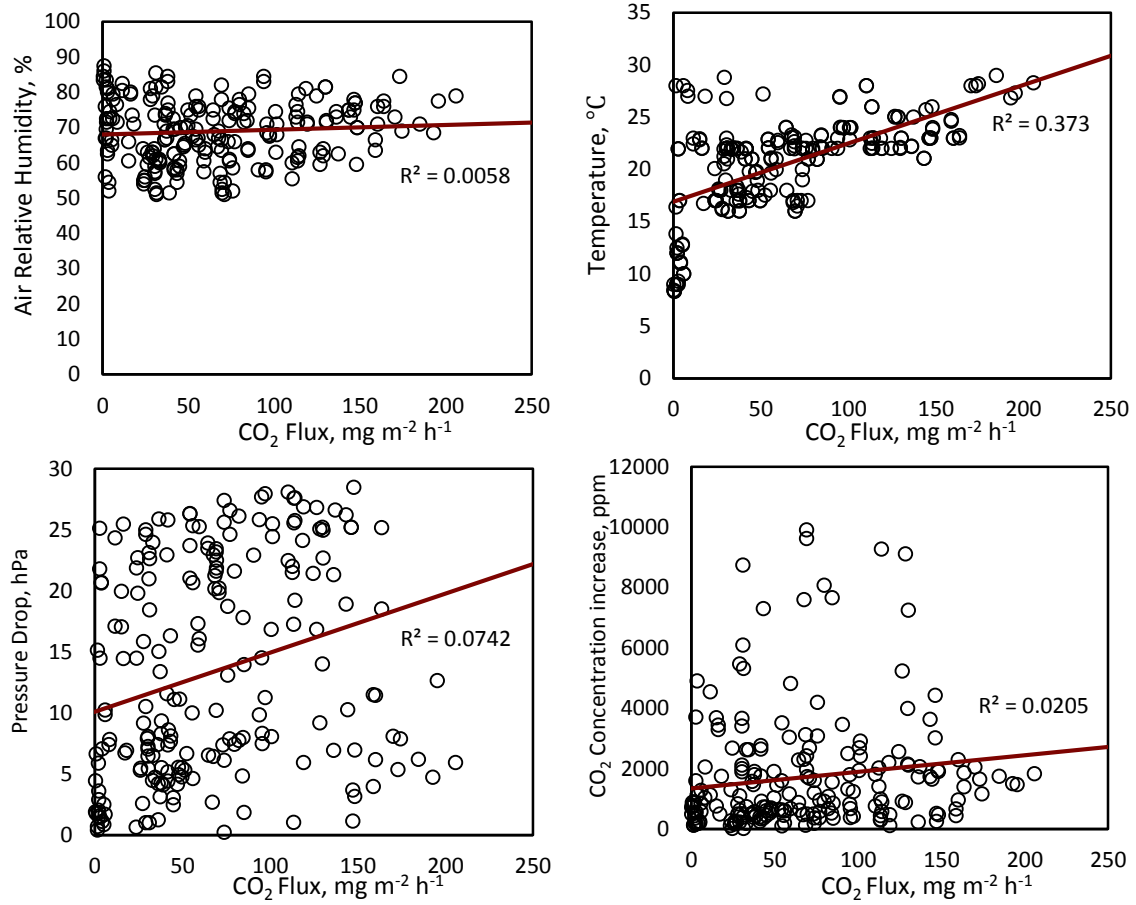 Air Relative Humidity, %
100
90
80
70
60
50
40
30
20
10
0
R² = 0.0058
0 50 100 150 200 250
CO₂ Flux, mg m⁻² h⁻¹
Temperature, °C
35
30
25
20
15
10
5
0
R² = 0.373
0 50 100 150 200 250
CO₂ Flux, mg m⁻² h⁻¹
Pressure Drop, hPa
30
25
20
15
10
5
0
R² = 0.0742
0 50 100 150 200 250
CO₂ Flux, mg m⁻² h⁻¹
CO₂ Concentration increase, ppm
12000
10000
8000
6000
4000
2000
0
R² = 0.0205
0 50 100 150 200 250
CO₂ Flux, mg m⁻² h⁻¹